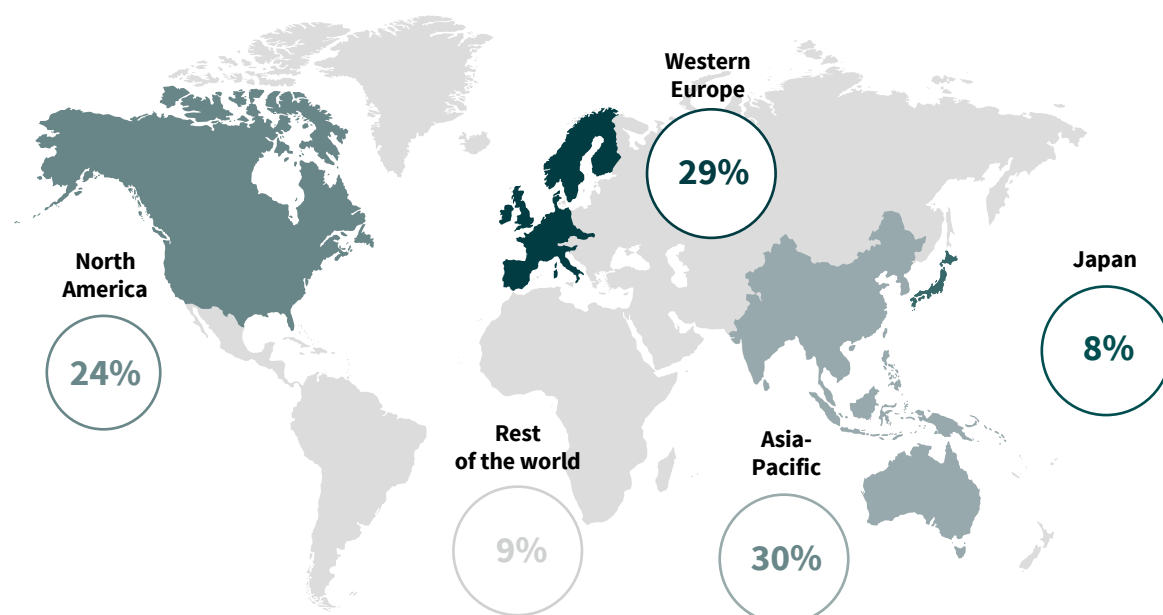 Western
Europe
29%
North
America
24%
Japan
8%
Rest
of the world
9%
Asia-
Pacific
30%